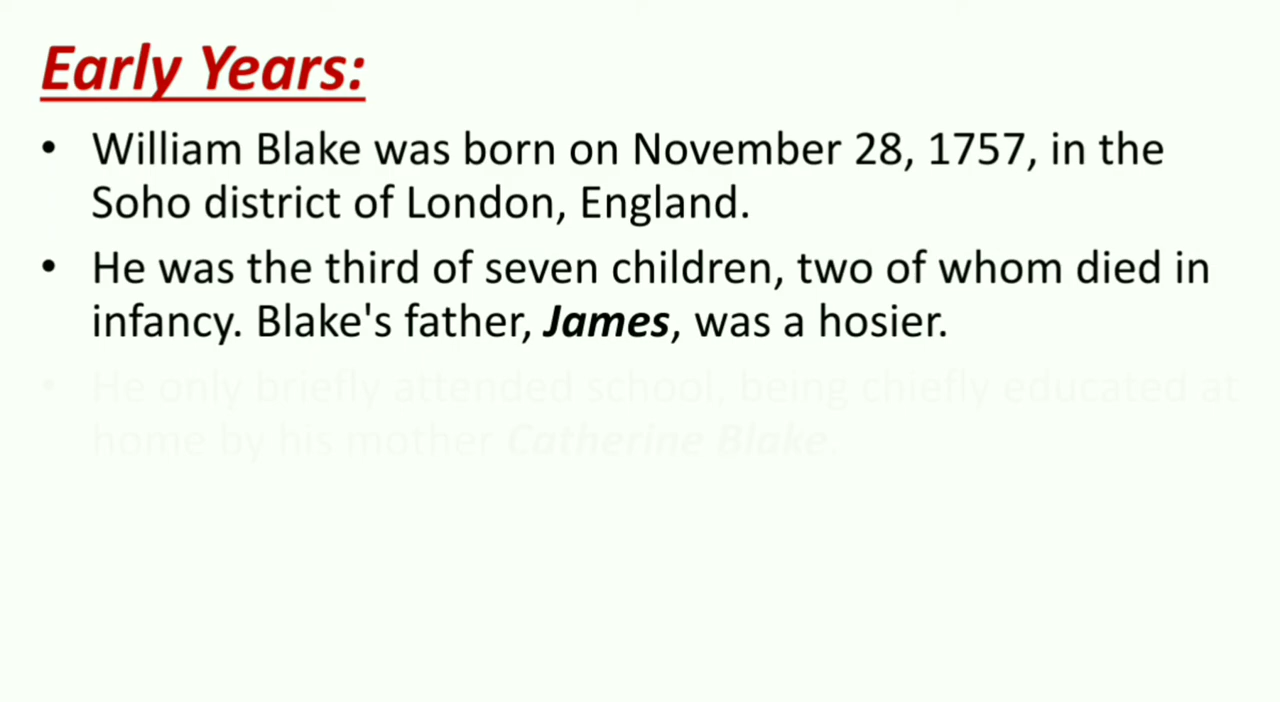 Early Years:
• William Blake was born on November 28, 1757, in the
Soho district of London, England.
• He was the third of seven children, two of whom died in
infancy. Blake's father, James, was a hosier.
• He only briefly attended school, being chiefly educated at
home by his mother Catherine Blake.